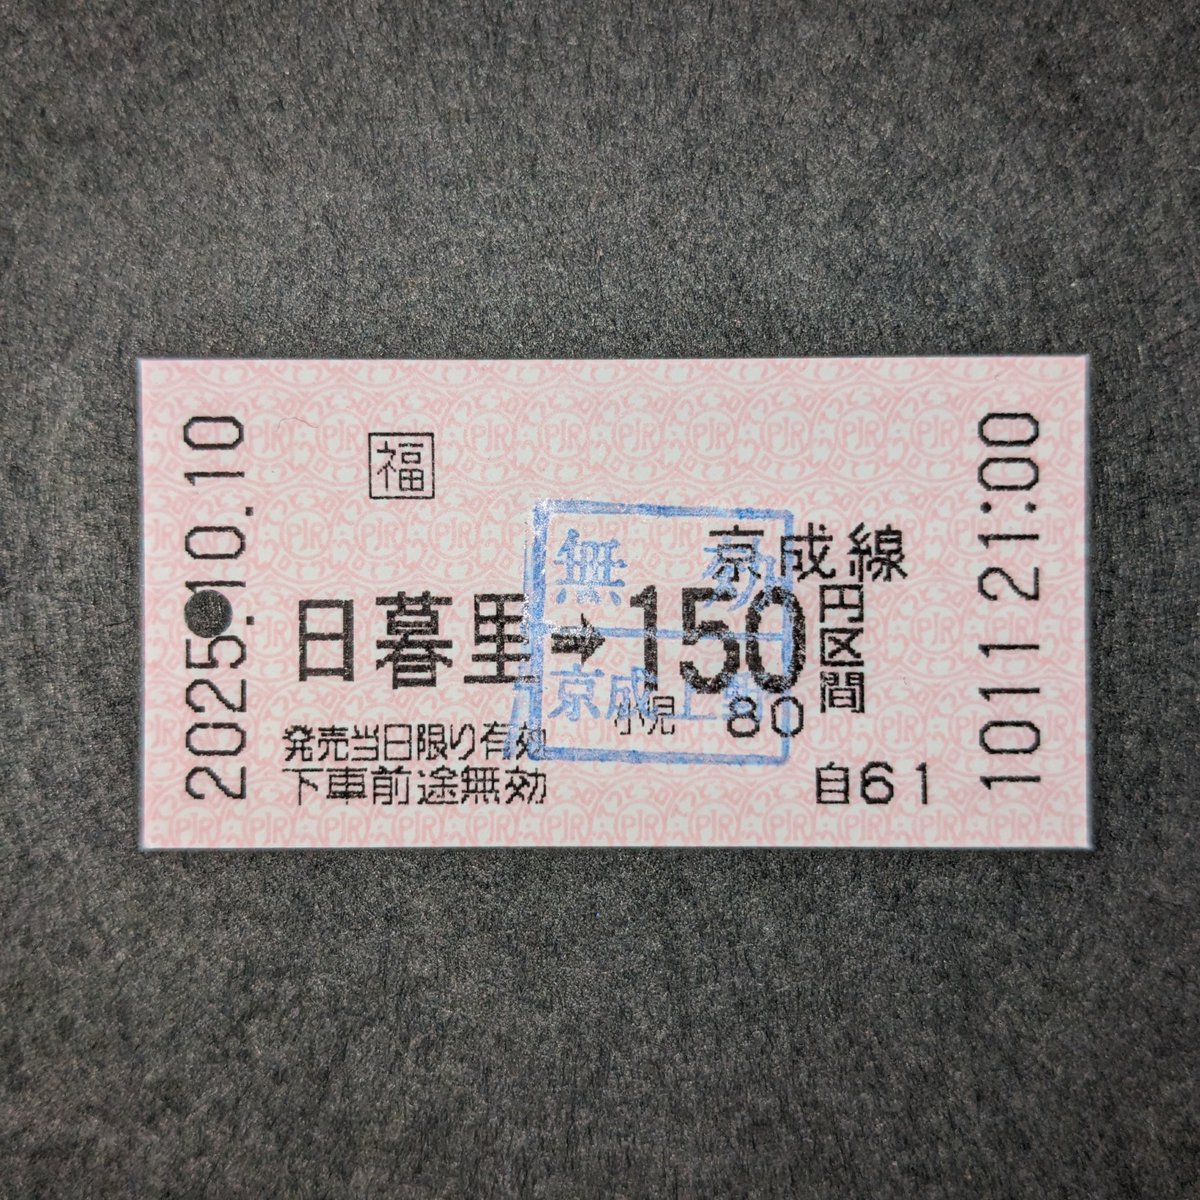 2025.10.10
福
京成線
日暮里→150円区間
小児 80
発売当日限り有効
下車前途無効
自61
1011 21:00
無効
京成上野